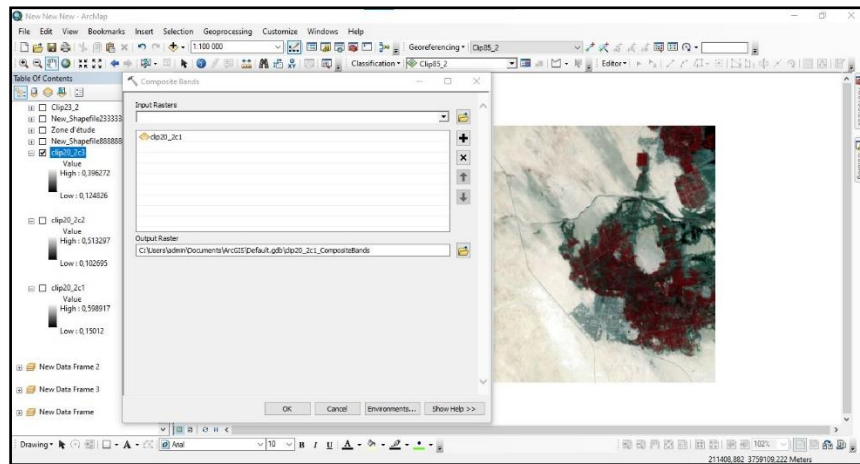 New New New - ArcMap
File Edit View Bookmarks Insert Selection Geoprocessing Customize Windows Help
1:100 000
Georeferencing
Clip85_2
Classification
Clip85_2
Editor
Table Of Contents
Clip23_2
New_Shapefile233333
Zone d'étude
New_Shapefile888888
clip20_2c3
Value
High : 0,396272
Low : 0,124826
clip20_2c2
Value
High : 0,513297
Low : 0,102695
clip20_2c1
Value
High : 0,598917
Low : 0,15012
New Data Frame 2
New Data Frame 3
New Data Frame
Composite Bands
Input Rasters
clip20_2c1
Output Raster
C:\Users\admin\Documents\ArcGIS\Default.gdb\clip20_2c1_CompositeBands
OK Cancel Environments... Show Help >>
Drawing
A
Arial
10
B I U A
102%
211408,882 3759109,222 Meters